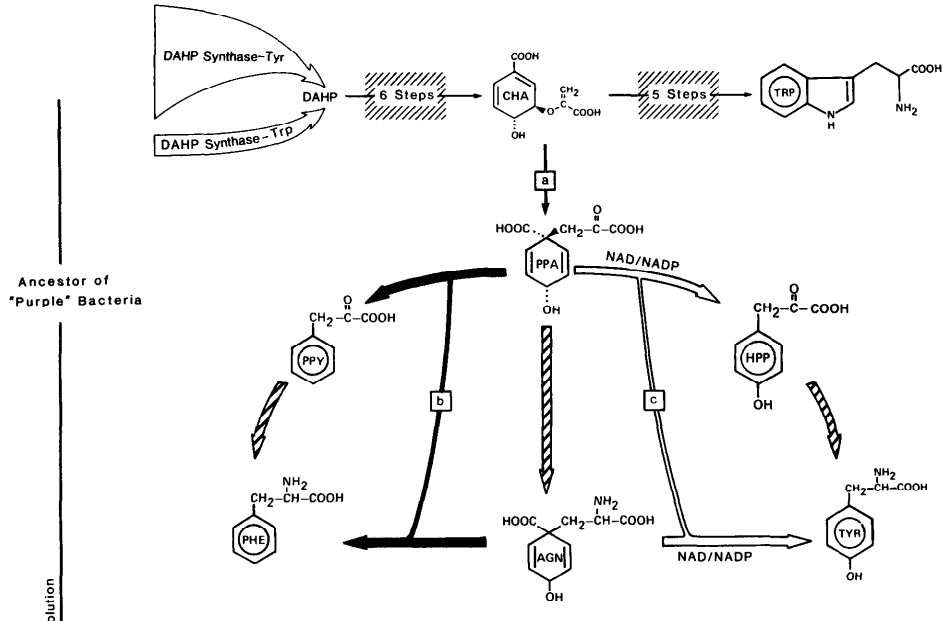 DAHP Synthase-Tyr
DAHP Synthase-Trp
DAHP
6 Steps
COOH
CHA
CH2
O
C
COOH
OH
5 Steps
TRP
COOH
NH2
N
H
a
HOOC
O
CH2-C-COOH
PPA
OH
NAD/NADP
Ancestor of
"Purple" Bacteria
O
CH2-C-COOH
PPY
O
CH2-C-COOH
HPP
OH
b
c
NH2
CH2-CH-COOH
PHE
NH2
HOOC CH2-CH-COOH
AGN
OH
NAD/NADP
NH2
CH2-CH-COOH
TYR
OH
olution